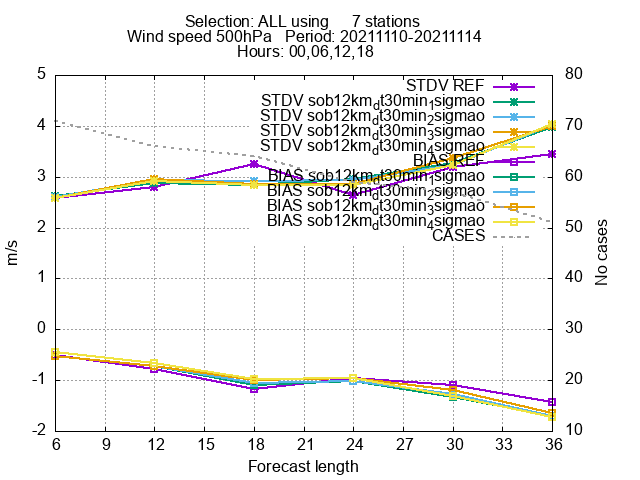 Selection: ALL using 7 stations
Wind speed 500hPa Period: 20211110-20211114
Hours: 00,06,12,18
STDV REF
STDV sob12km_dt30min_1sigmao
STDV sob12km_dt30min_2sigmao
STDV sob12km_dt30min_3sigmao
STDV sob12km_dt30min_4sigmao
BIAS REF
BIAS sob12km_dt30min_1sigmao
BIAS sob12km_dt30min_2sigmao
BIAS sob12km_dt30min_3sigmao
BIAS sob12km_dt30min_4sigmao
CASES
5
4
3
2
1
0
-1
-2
m/s
80
70
60
50
40
30
20
10
No cases
6 9 12 15 18 21 24 27 30 33 36
Forecast length